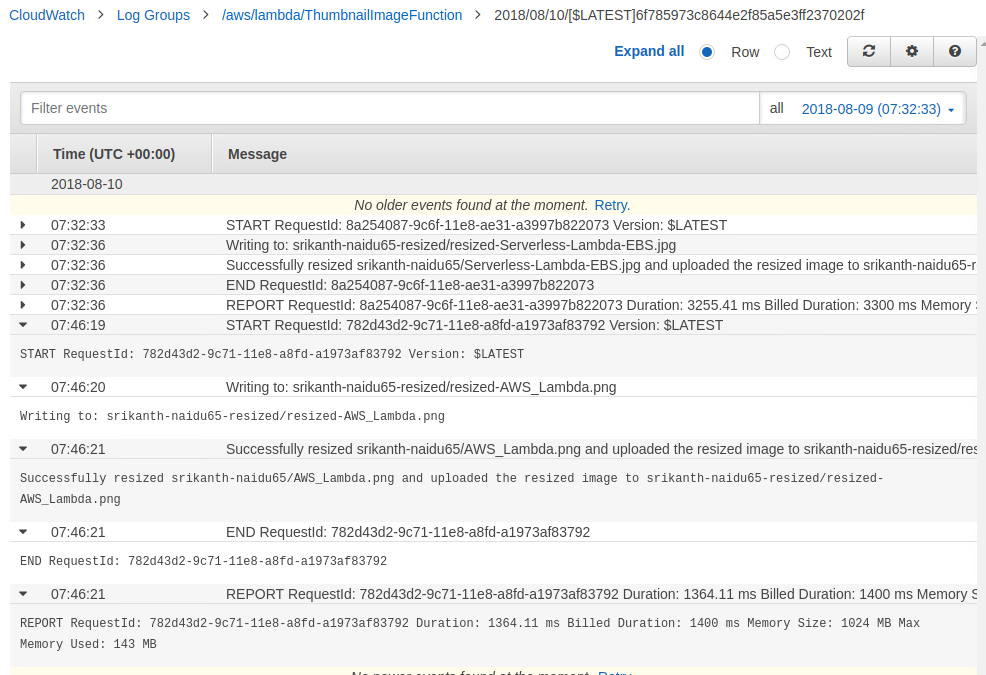 CloudWatch > Log Groups > /aws/lambda/ThumbnailImageFunction > 2018/08/10/[$LATEST]6f785973c8644e2f85a5e3ff2370202f
Expand all Row Text
Filter events all 2018-08-09 (07:32:33)
Time (UTC +00:00) Message
2018-08-10
No older events found at the moment. Retry.
07:32:33 START RequestId: 8a254087-9c6f-11e8-ae31-a3997b822073 Version: $LATEST
07:32:36 Writing to: srikanth-naidu65-resized/resized-Serverless-Lambda-EBS.jpg
07:32:36 Successfully resized srikanth-naidu65/Serverless-Lambda-EBS.jpg and uploaded the resized image to srikanth-naidu65-r
07:32:36 END RequestId: 8a254087-9c6f-11e8-ae31-a3997b822073
07:32:36 REPORT RequestId: 8a254087-9c6f-11e8-ae31-a3997b822073 Duration: 3255.41 ms Billed Duration: 3300 ms Memory S
07:46:19 START RequestId: 782d43d2-9c71-11e8-a8fd-a1973af83792 Version: $LATEST
START RequestId: 782d43d2-9c71-11e8-a8fd-a1973af83792 Version: $LATEST
07:46:20 Writing to: srikanth-naidu65-resized/resized-AWS_Lambda.png
Writing to: srikanth-naidu65-resized/resized-AWS_Lambda.png
07:46:21 Successfully resized srikanth-naidu65/AWS_Lambda.png and uploaded the resized image to srikanth-naidu65-resized/res
Successfully resized srikanth-naidu65/AWS_Lambda.png and uploaded the resized image to srikanth-naidu65-resized/resized-
AWS_Lambda.png
07:46:21 END RequestId: 782d43d2-9c71-11e8-a8fd-a1973af83792
END RequestId: 782d43d2-9c71-11e8-a8fd-a1973af83792
07:46:21 REPORT RequestId: 782d43d2-9c71-11e8-a8fd-a1973af83792 Duration: 1364.11 ms Billed Duration: 1400 ms Memory S
REPORT RequestId: 782d43d2-9c71-11e8-a8fd-a1973af83792 Duration: 1364.11 ms Billed Duration: 1400 ms Memory Size: 1024 MB Max
Memory Used: 143 MB
No newer events found at the moment. Retry.